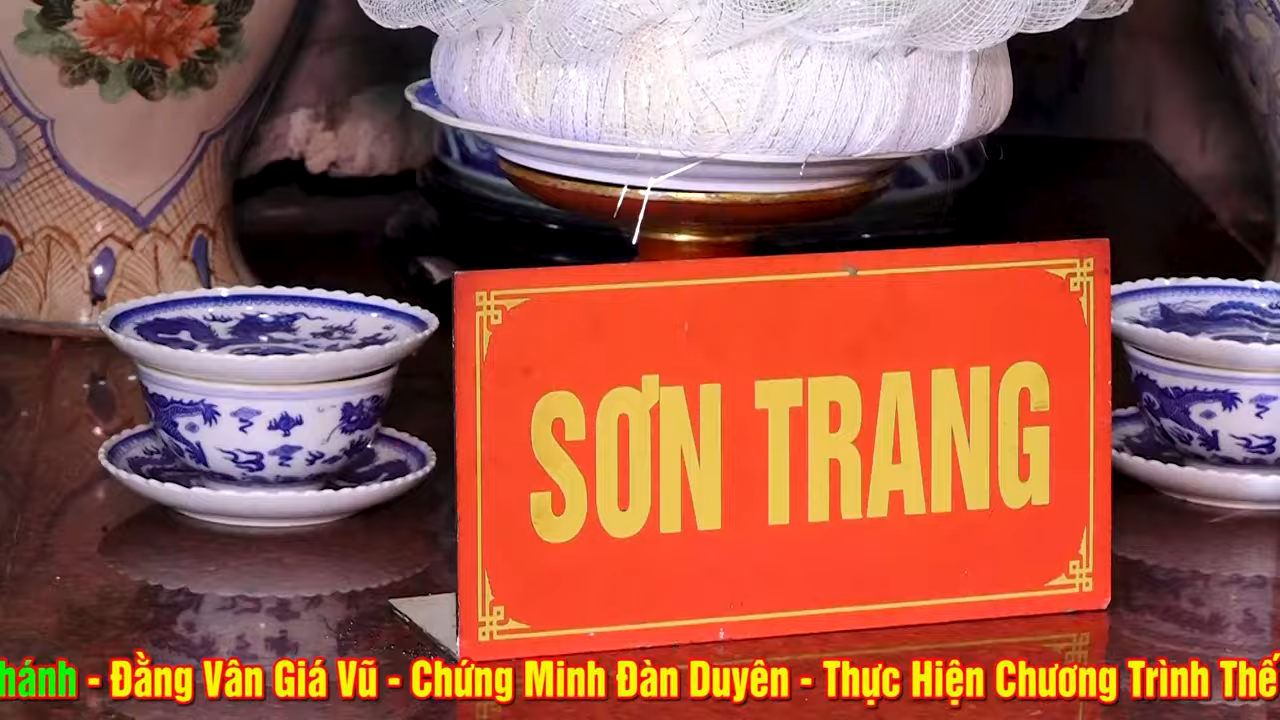 SƠN TRANG
- Đằng Vân Giá Vũ - Chứng Minh Đàn Duyên - Thực Hiện Chương Trình